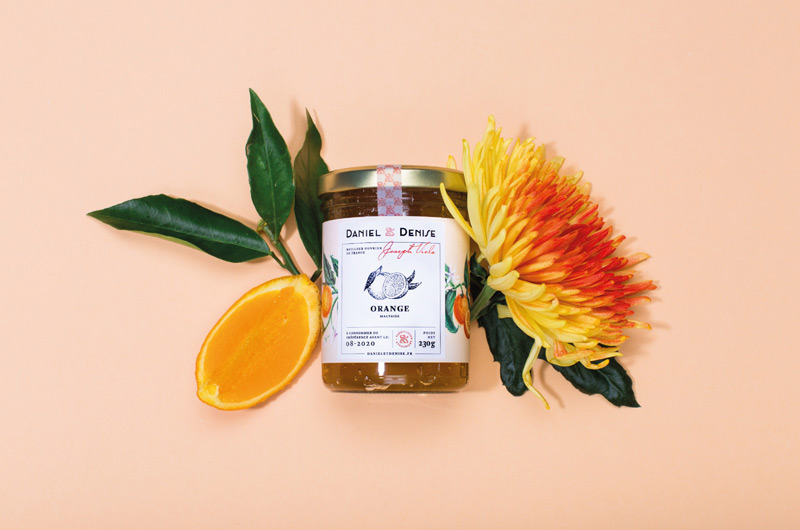 DANIEL & DENISE
MEILLEUR OUVRIER
DE FRANCE
Joseph Viola
ORANGE
MALTAISE
À CONSOMMER DE
PRÉFÉRENCE AVANT LE:
08-2020
POIDS
NET
230g
DANIELETDENISE.FR